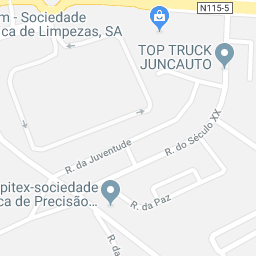 m - Sociedade
ca de Limpezas, SA
N115-5
TOP TRUCK
JUNCAUTO
R. da Juventude
R. do Século XX
pitex-sociedade
ca de Precisão...
R. da Paz